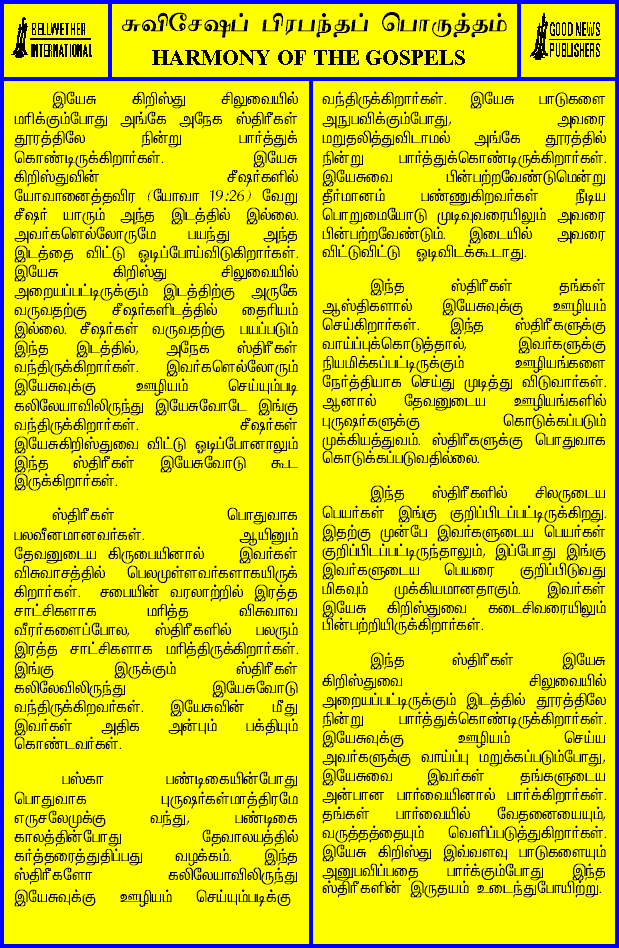 BELLWETHER
INTERNATIONAL
சுவிசேஷப் பிரபந்தப் பொருத்தம்
HARMONY OF THE GOSPELS
GOOD NEWS
PUBLISHERS
இயேசு கிறிஸ்து சிலுவையில்
மரிக்கும்போது அங்கே அநேக ஸ்திரீகள்
தூரத்திலே நின்று பார்த்துக்
கொண்டிருக்கிறார்கள். இயேசு
கிறிஸ்துவின் சீஷர்களில்
யோவானைத்தவிர (யோவா 19:26) வேறு
சீஷர் யாரும் அந்த இடத்தில் இல்லை.
அவர்களெல்லோருமே பயந்து அந்த
இடத்தை விட்டு ஓடிப்போய்விடுகிறார்கள்.
இயேசு கிறிஸ்து சிலுவையில்
அறையப்பட்டிருக்கும் இடத்திற்கு அருகே
வருவதற்கு சீஷர்களிடத்தில் தைரியம்
இல்லை. சீஷர்கள் வருவதற்கு பயப்படும்
இந்த இடத்தில், அநேக ஸ்திரீகள்
வந்திருக்கிறார்கள். இவர்களெல்லோரும்
இயேசுவுக்கு ஊழியம் செய்யும்படி
கலிலேயாவிலிருந்து இயேசுவோடே இங்கு
வந்திருக்கிறார்கள். சீஷர்கள்
இயேசுகிறிஸ்துவை விட்டு ஓடிப்போனாலும்
இந்த ஸ்திரீகள் இயேசுவோடு கூட
இருக்கிறார்கள்.
ஸ்திரீகள் பொதுவாக
பலவீனமானவர்கள். ஆயினும்
தேவனுடைய கிருபையினால் இவர்கள்
விசுவாசத்தில் பெலமுள்ளவர்களாகயிருக்
கிறார்கள். சபையின் வரலாற்றில் இரத்த
சாட்சிகளாக மரித்த விசுவாவ
வீரர்களைப்போல, ஸ்திரீகளில் பலரும்
இரத்த சாட்சிகளாக மரித்திருக்கிறார்கள்.
இங்கு இருக்கும் ஸ்திரீகள்
கலிலேவிலிருந்து இயேசுவோடு
வந்திருக்கிறவர்கள். இயேசுவின் மீது
இவர்கள் அதிக அன்பும் பக்தியும்
கொண்டவர்கள்.
பஸ்கா பண்டிகையின்போது
பொதுவாக புருஷர்கள்மாத்திரமே
எருசலேமுக்கு வந்து, பண்டிகை
காலத்தின்போது தேவாலயத்தில்
கர்த்தரைத்துதிப்பது வழக்கம். இந்த
ஸ்திரீகளோ கலிலேயாவிலிருந்து
இயேசுவுக்கு ஊழியம் செய்யும்படிக்கு
வந்திருக்கிறார்கள். இயேசு பாடுகளை
அநுபவிக்கும்போது, அவரை
மறுதலித்துவிடாமல் அங்கே தூரத்தில்
நின்று பார்த்துக்கொண்டிருக்கிறார்கள்.
இயேசுவை பின்பற்றவேண்டுமென்று
தீர்மானம் பண்ணுகிறவர்கள் நீடிய
பொறுமையோடு முடிவுவரையிலும் அவரை
பின்பற்றவேண்டும். இடையில் அவரை
விட்டுவிட்டு ஓடிவிடக்கூடாது.
இந்த ஸ்திரீகள் தங்கள்
ஆஸ்திகளால் இயேசுவுக்கு ஊழியம்
செய்கிறார்கள். இந்த ஸ்திரீகளுக்கு
வாய்ப்புக்கொடுத்தால், இவர்களுக்கு
நியமிக்கப்பட்டிருக்கும் ஊழியங்களை
நேர்த்தியாக செய்து முடித்து விடுவார்கள்.
ஆனால் தேவனுடைய ஊழியங்களில்
புருஷர்களுக்கு கொடுக்கப்படும்
முக்கியத்துவம். ஸ்திரீகளுக்கு பொதுவாக
கொடுக்கப்படுவதில்லை.
இந்த ஸ்திரீகளில் சிலருடைய
பெயர்கள் இங்கு குறிப்பிடப்பட்டிருக்கிறது.
இதற்கு முன்பே இவர்களுடைய பெயர்கள்
குறிப்பிடப்பட்டிருந்தாலும், இப்போது இங்கு
இவர்களுடைய பெயரை குறிப்பிடுவது
மிகவும் முக்கியமானதாகும். இவர்கள்
இயேசு கிறிஸ்துவை கடைசிவரையிலும்
பின்பற்றியிருக்கிறார்கள்.
இந்த ஸ்திரீகள் இயேசு
கிறிஸ்துவை சிலுவையில்
அறையப்பட்டிருக்கும் இடத்தில் தூரத்திலே
நின்று பார்த்துக்கொண்டிருக்கிறார்கள்.
இயேசுவுக்கு ஊழியம் செய்ய
அவர்களுக்கு வாய்ப்பு மறுக்கப்படும்போது,
இயேசுவை இவர்கள் தங்களுடைய
அன்பான பார்வையினால் பார்க்கிறார்கள்.
தங்கள் பார்வையில் வேதனையையும்,
வருத்தத்தையும் வெளிப்படுத்துகிறார்கள்.
இயேசு கிறிஸ்து இவ்வளவு பாடுகளையும்
அனுபவிப்பதை பார்க்கும்போது இந்த
ஸ்திரீகளின் இருதயம் உடைந்துபோயிற்று.